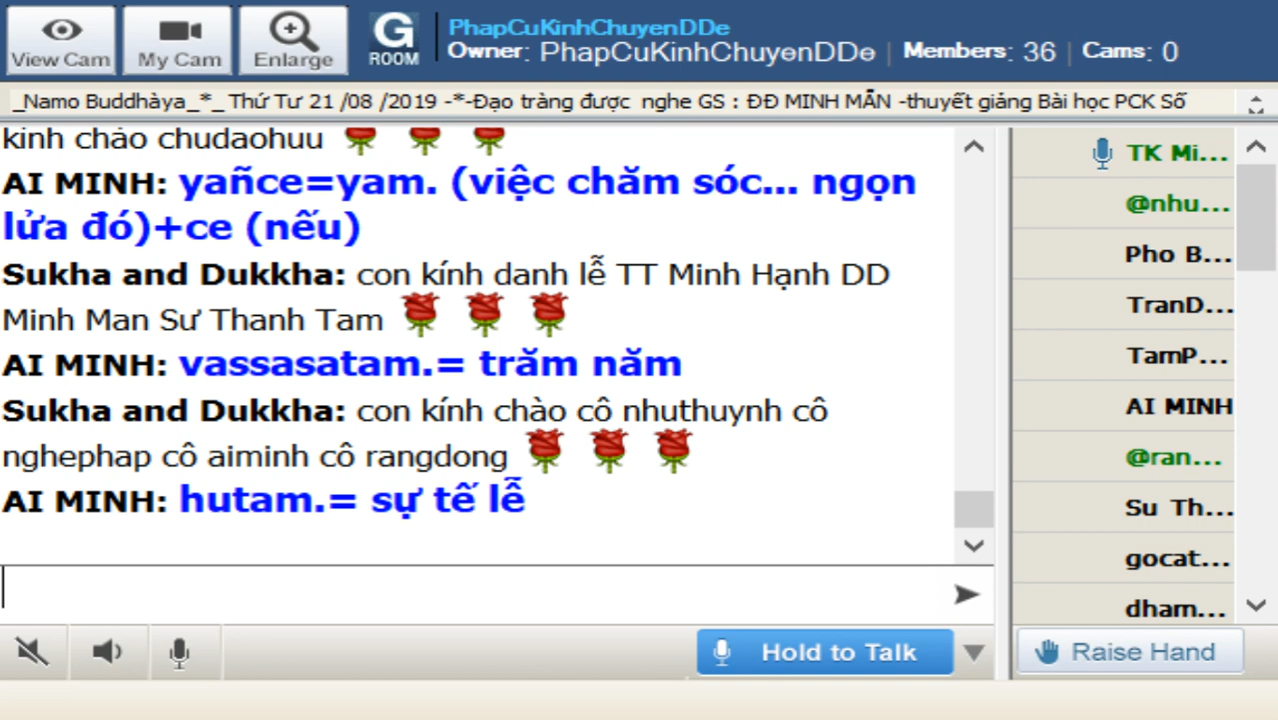 View Cam
My Cam
Enlarge
G
ROOM
PhapCuKinhChuyenDDe
Owner: PhapCuKinhChuyenDDe | Members: 36 | Cams: 0
_Namo Buddhàya_*_ Thứ Tư 21 /08 /2019 -*-Đạo tràng được nghe GS : ĐĐ MINH MẪN -thuyết giảng Bài học PCK Số
kinh chao chudaohuu
AI MINH: yañce=yam. (việc chăm sóc... ngọn
lửa đó)+ce (nếu)
Sukha and Dukkha: con kính danh lễ TT Minh Hạnh DD
Minh Man Sư Thanh Tam
AI MINH: vassasatam.= trăm năm
Sukha and Dukkha: con kính chào cô nhuthuynh cô
nghephap cô aiminh cô rangdong
AI MINH: hutam.= sự tế lễ
TK Mi...
@nhu...
Pho B...
TranD...
TamP...
AI MINH
@ran...
Su Th...
gocat...
dham...
Hold to Talk
Raise Hand